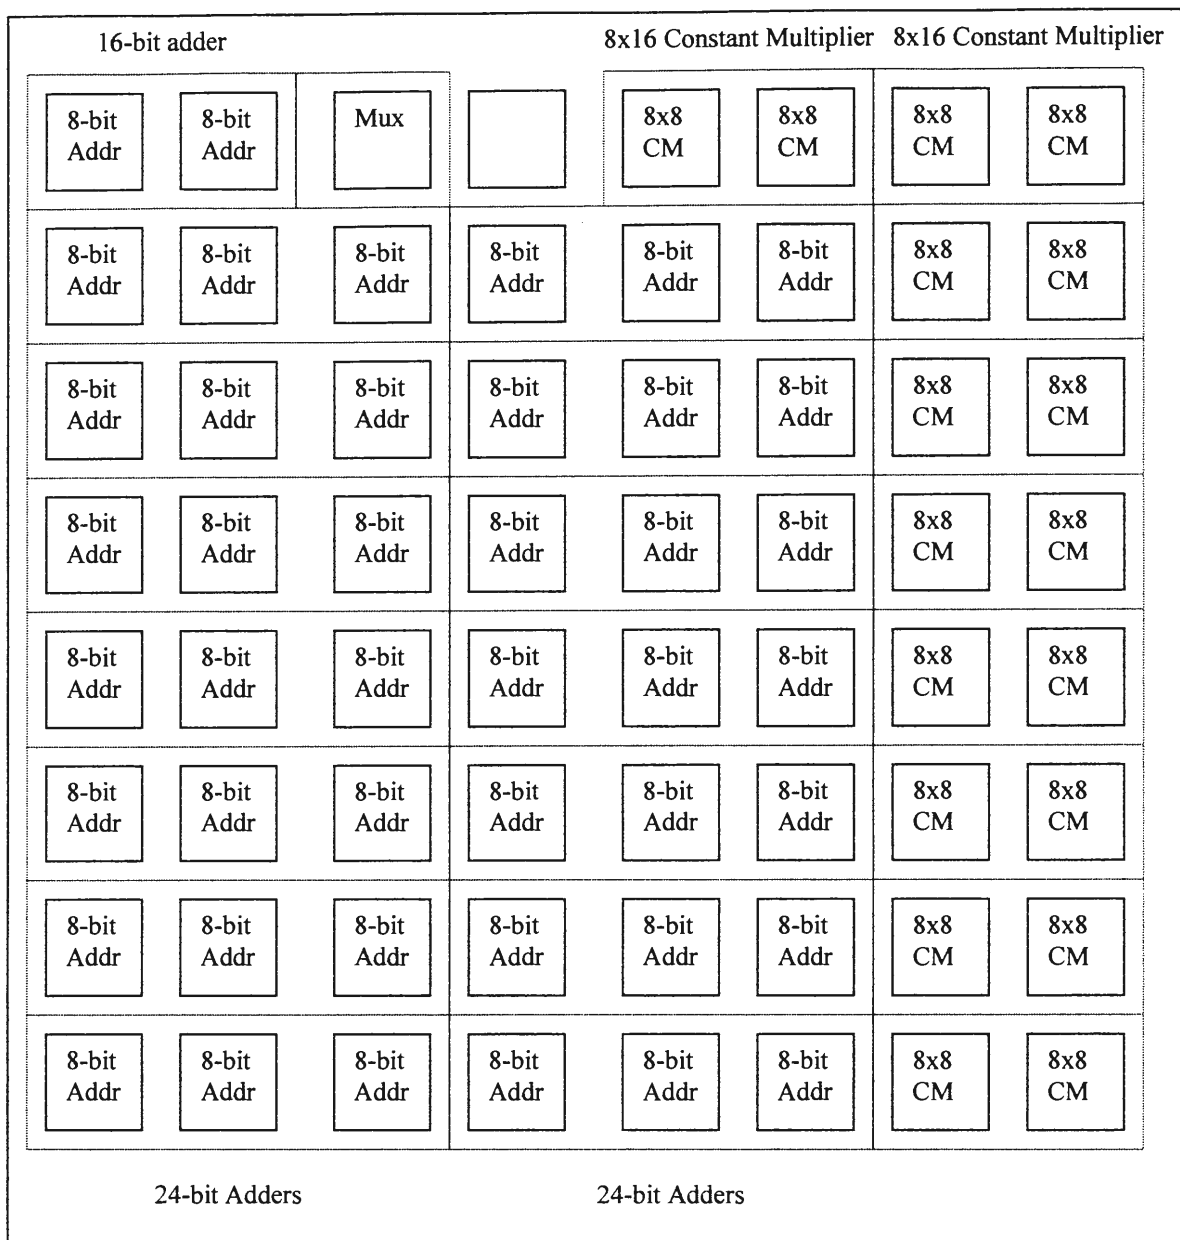 16-bit adder 8x16 Constant Multiplier 8x16 Constant Multiplier
8-bit 8-bit Mux 8x8 8x8 8x8 8x8
Addr Addr CM CM CM CM
8-bit 8-bit 8-bit 8-bit 8-bit 8-bit 8x8 8x8
Addr Addr Addr Addr Addr Addr CM CM
8-bit 8-bit 8-bit 8-bit 8-bit 8-bit 8x8 8x8
Addr Addr Addr Addr Addr Addr CM CM
8-bit 8-bit 8-bit 8-bit 8-bit 8-bit 8x8 8x8
Addr Addr Addr Addr Addr Addr CM CM
8-bit 8-bit 8-bit 8-bit 8-bit 8-bit 8x8 8x8
Addr Addr Addr Addr Addr Addr CM CM
8-bit 8-bit 8-bit 8-bit 8-bit 8-bit 8x8 8x8
Addr Addr Addr Addr Addr Addr CM CM
8-bit 8-bit 8-bit 8-bit 8-bit 8-bit 8x8 8x8
Addr Addr Addr Addr Addr Addr CM CM
8-bit 8-bit 8-bit 8-bit 8-bit 8-bit 8x8 8x8
Addr Addr Addr Addr Addr Addr CM CM
24-bit Adders 24-bit Adders